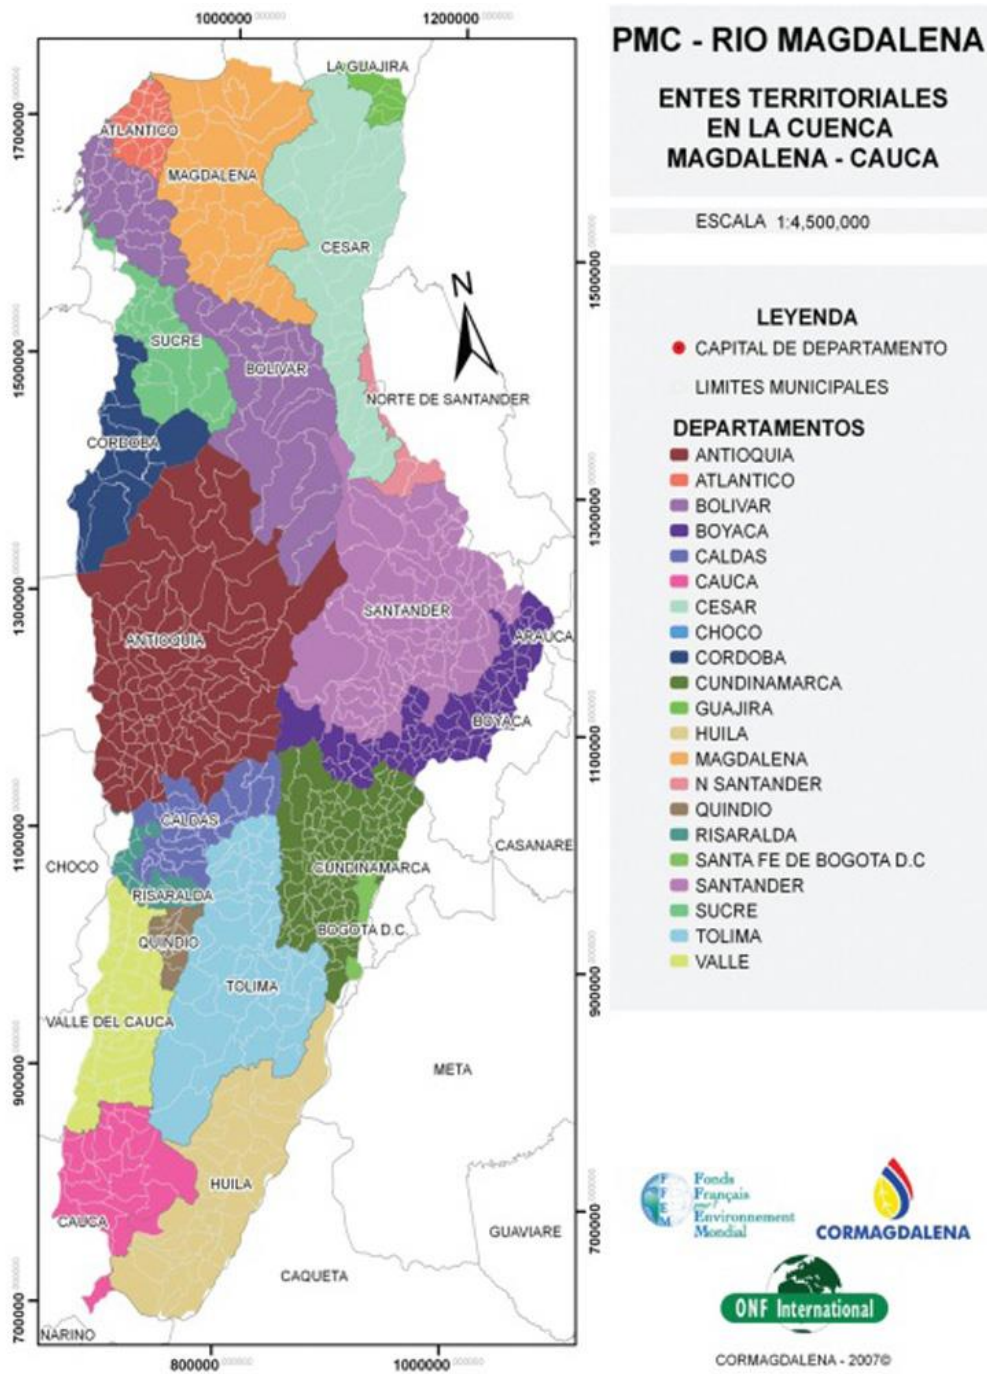 1000000
1200000
PMC - RIO MAGDALENA
ENTES TERRITORIALES
EN LA CUENCA
MAGDALENA - CAUCA
ESCALA 1:4,500,000
LEYENDA
CAPITAL DE DEPARTAMENTO
LIMITES MUNICIPALES
DEPARTAMENTOS
ANTIOQUIA
ATLANTICO
BOLIVAR
BOYACA
CALDAS
CAUCA
CESAR
CHOCO
CORDOBA
CUNDINAMARCA
GUAJIRA
HUILA
MAGDALENA
N SANTANDER
QUINDIO
RISARALDA
SANTA FE DE BOGOTA D.C
SANTANDER
SUCRE
TOLIMA
VALLE
LA GUAJIRA
ATLANTICO
MAGDALENA
CESAR
N
SUCRE
BOLIVAR
NORTE DE SANTANDER
CORDOBA
SANTANDER
ARAUCA
ANTIOQUIA
BOYACA
CALDAS
CASANARE
CHOCO
CUNDINAMARCA
RISARALDA
BOGOTA D.C.
QUINDIO
TOLIMA
VALLE DEL CAUCA
META
HUILA
CAUCA
GUAVIARE
CAQUETA
NARINO
1700000
1500000
1300000
1100000
900000
700000
1500000
1300000
1100000
900000
700000
800000
1000000
FFEM
Fonds
Français
pour l'
Environnement
Mondial
CORMAGDALENA
ONF International
CORMAGDALENA - 2007©